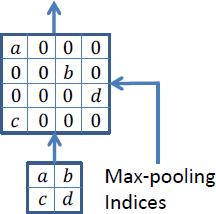 a 0 0 0
0 0 b 0
0 0 0 d
c 0 0 0
a b
c d
Max-pooling
Indices